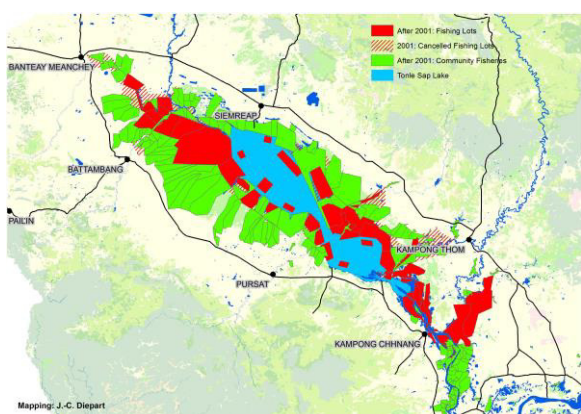 After 2001: Fishing Lots
2001: Cancelled Fishing Lots
After 2001: Community Fisheries
Tonle Sap Lake
BANTEAY MEANCHEY
SIEMREAP
BATTAMBANG
PAILIN
KAMPONG THOM
PURSAT
KAMPONG CHHNANG
Mapping: J.-C. Diepart